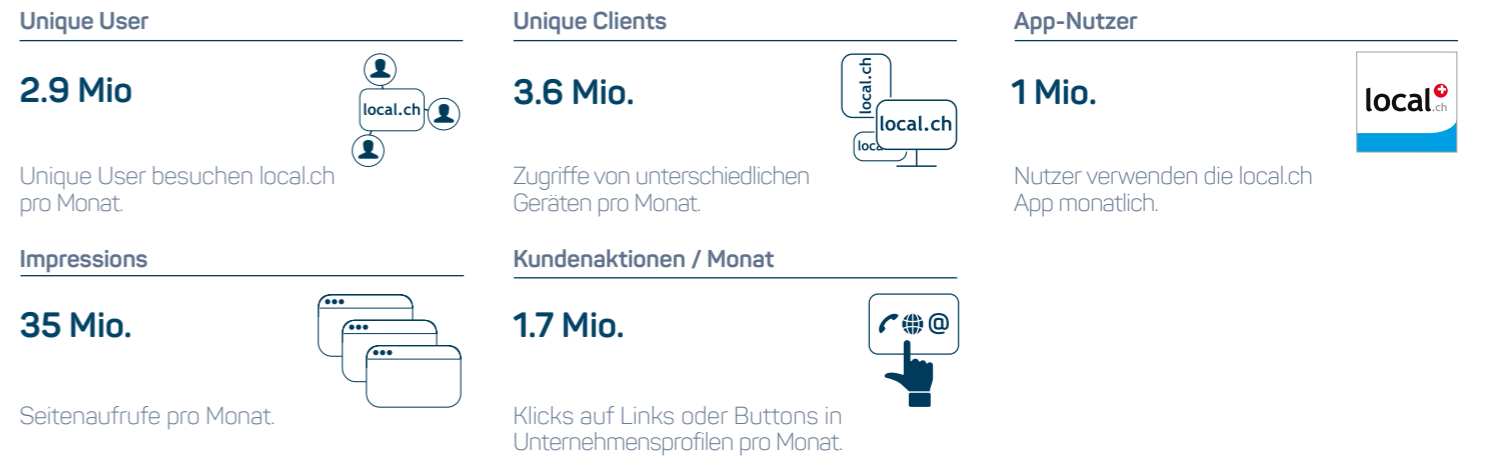 Unique User
2.9 Mio
local.ch
Unique User besuchen local.ch
pro Monat.
Unique Clients
3.6 Mio.
local.ch
local.ch
loca
Zugriffe von unterschiedlichen
Geräten pro Monat.
App-Nutzer
1 Mio.
local.ch
Nutzer verwenden die local.ch
App monatlich.
Impressions
35 Mio.
Seitenaufrufe pro Monat.
Kundenaktionen / Monat
1.7 Mio.
@
Klicks auf Links oder Buttons in
Unternehmensprofilen pro Monat.